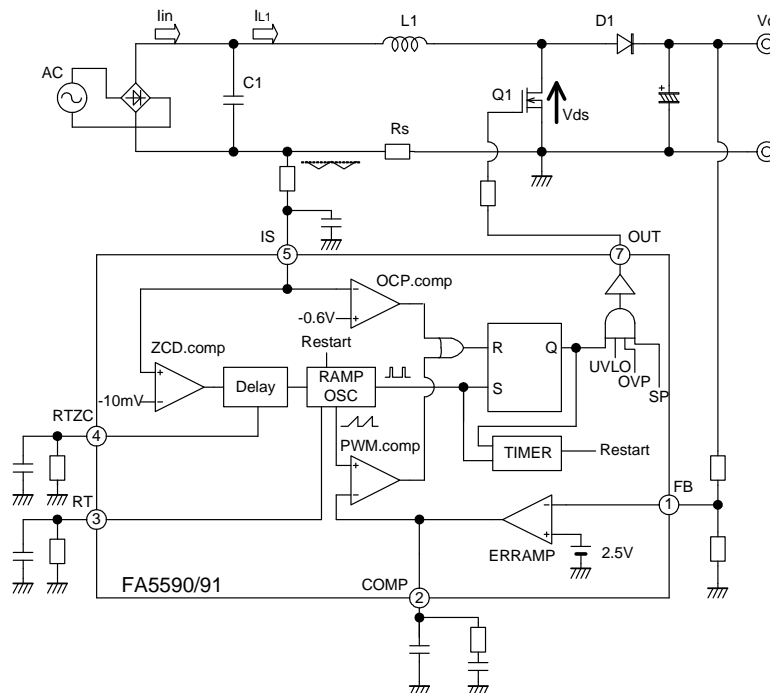 Iin
IL1
L1
D1
Vo
AC
C1
Q1
Vds
Rs
IS
5
OUT
7
OCP.comp
-0.6V
ZCD.comp
Restart
R
Q
S
UVLO
OVP
SP
-10mV
Delay
RAMP
OSC
RTZC
4
PWM.comp
TIMER
Restart
RT
3
FB
1
ERRAMP
2.5V
FA5590/91
COMP
2